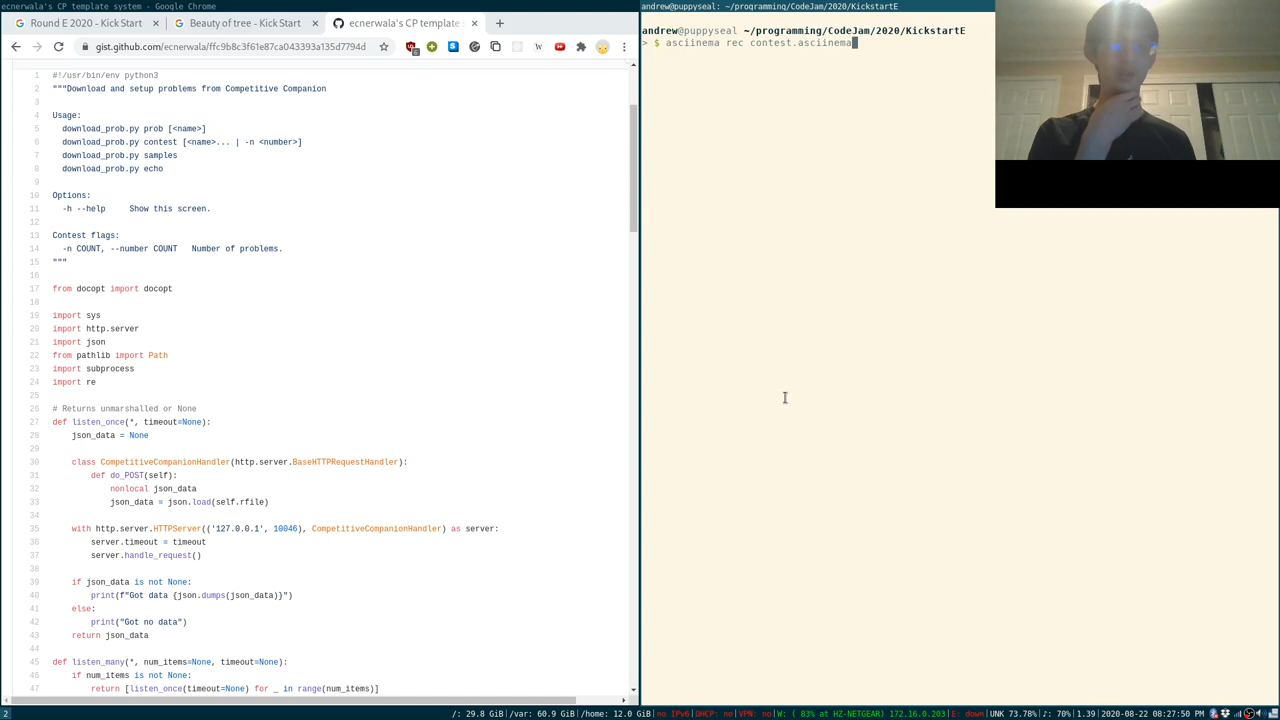 ecnerwala's CP template system - Google Chrome
Round E 2020 - Kick Start
Beauty of tree - Kick Start
ecnerwala's CP template s
gist.github.com/ecnerwala/ffc9b8c3f61e87ca043393a135d7794d
1 #!/usr/bin/env python3
2 """Download and setup problems from Competitive Companion
3
4 Usage:
5 download_prob.py prob [<name>]
6 download_prob.py contest [<name>... | -n <number>]
7 download_prob.py samples
8 download_prob.py echo
9
10 Options:
11 -h --help     Show this screen.
12
13 Contest flags:
14 -n COUNT, --number COUNT   Number of problems.
15 """
16
17 from docopt import docopt
18
19 import sys
20 import http.server
21 import json
22 from pathlib import Path
23 import subprocess
24 import re
25
26 # Returns unmarshalled or None
27 def listen_once(*, timeout=None):
28 json_data = None
29
30 class CompetitiveCompanionHandler(http.server.BaseHTTPRequestHandler):
31 def do_POST(self):
32 nonlocal json_data
33 json_data = json.load(self.rfile)
34
35 with http.server.HTTPServer(('127.0.0.1', 10046), CompetitiveCompanionHandler) as server:
36 server.timeout = timeout
37 server.handle_request()
38
39 if json_data is not None:
40 print(f"Got data {json.dumps(json_data)}")
41 else:
42 print("Got no data")
43 return json_data
44
45 def listen_many(*, num_items=None, timeout=None):
46 if num_items is not None:
47 return [listen_once(timeout=None) for _ in range(num_items)]
andrew@puppyseal:~/programming/CodeJam/2020/KickstartE
andrew@puppyseal ~/programming/CodeJam/2020/KickstartE
> $ asciinema rec contest.asciinema
2
/: 29.8 GiB | /var: 60.9 GiB | /home: 12.0 GiB | no IPv6 | DHCP: no | VPN: no | W: ( 83% at HZ-NETGEAR) 172.16.0.203 | E: down | UNK 73.78% | ♪: 70% | 1.39 | 2020-08-22 08:27:50 PM